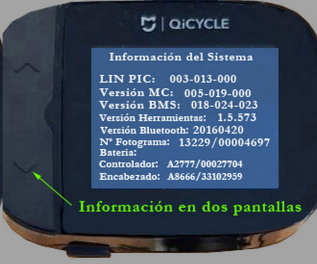 QiCYCLE
Información del Sistema
LIN PIC: 003-013-000
Versión MC: 005-019-000
Versión BMS: 018-024-023
Versión Herramientac: 1.5.573
Versión Bluetooth: 20160420
Nº Fotograma: 13229/00004697
Bateria:
Controlador: A2777/00027704
Encabezado: A8666/33102959
Información en dos pantallas